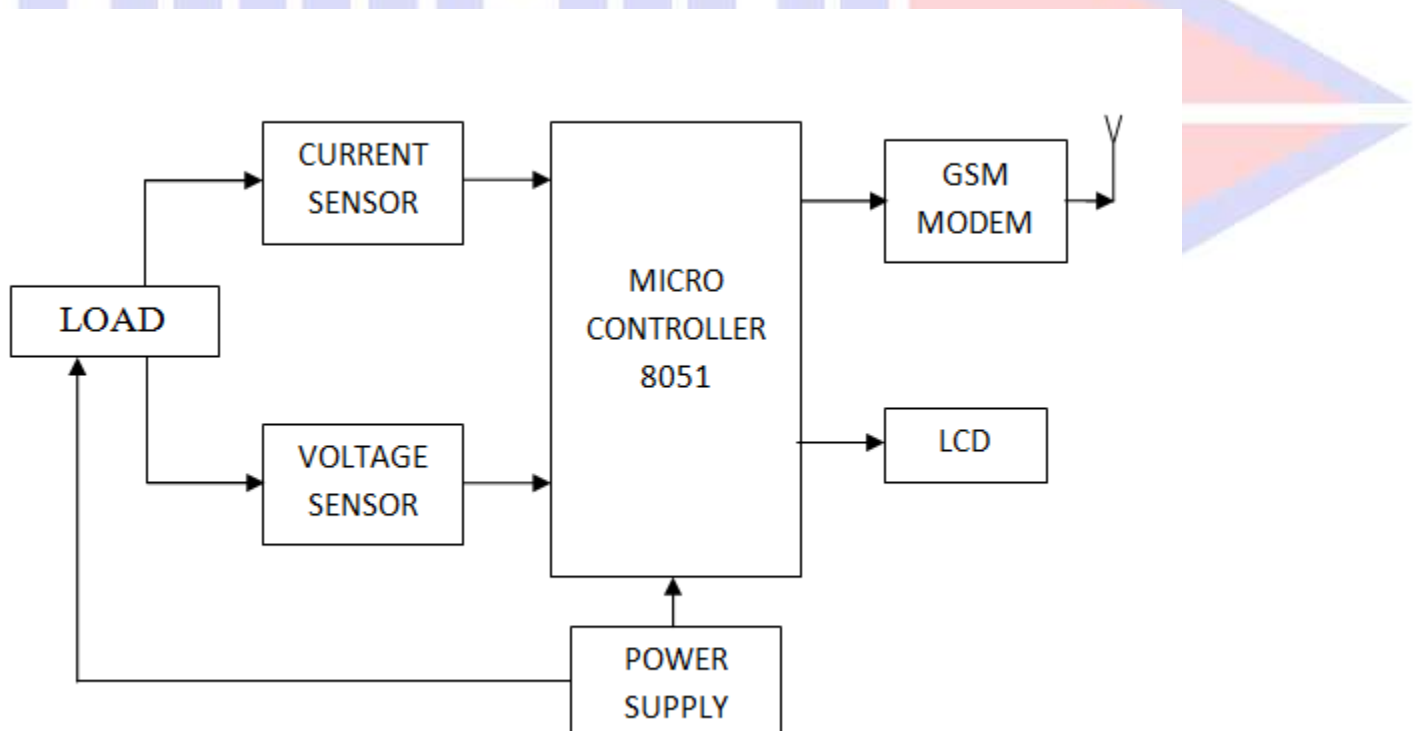 CURRENT
SENSOR
GSM
MODEM
MICRO
CONTROLLER
8051
LOAD
VOLTAGE
SENSOR
LCD
POWER
SUPPLY